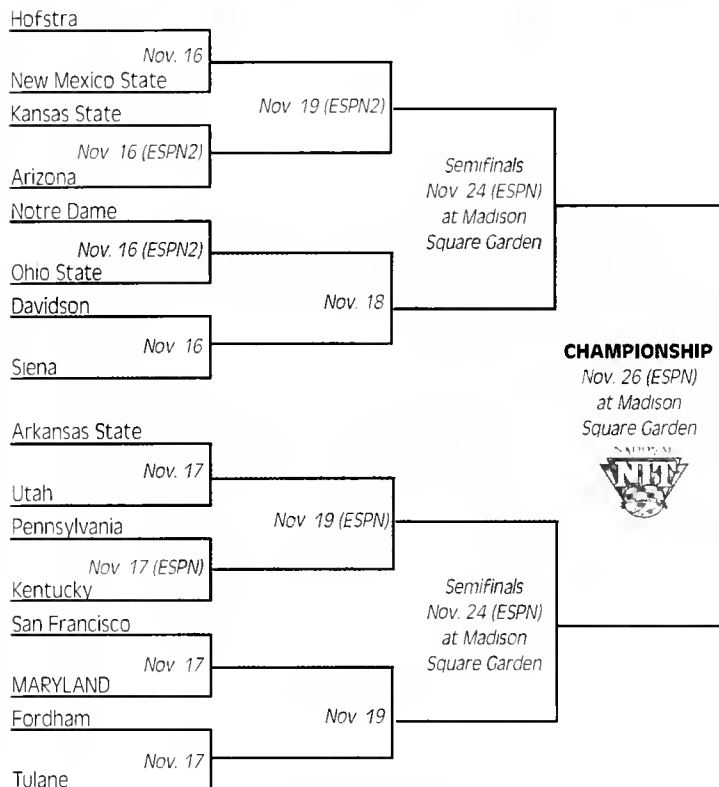 Hofstra
Nov. 16
New Mexico State
Nov 19 (ESPN2)
Kansas State
Nov 16 (ESPN2)
Arizona
Semifinals
Nov 24 (ESPN)
at Madison
Square Garden
Notre Dame
Nov. 16 (ESPN2)
Ohio State
Nov. 18
Davidson
Nov 16
Siena
CHAMPIONSHIP
Nov. 26 (ESPN)
at Madison
Square Garden
NATIONAL
NIT
Arkansas State
Nov. 17
Utah
Nov 19 (ESPN)
Pennsylvania
Nov 17 (ESPN)
Kentucky
Semifinals
Nov. 24 (ESPN)
at Madison
Square Garden
San Francisco
Nov 17
MARYLAND
Nov 19
Fordham
Nov. 17
Tulane